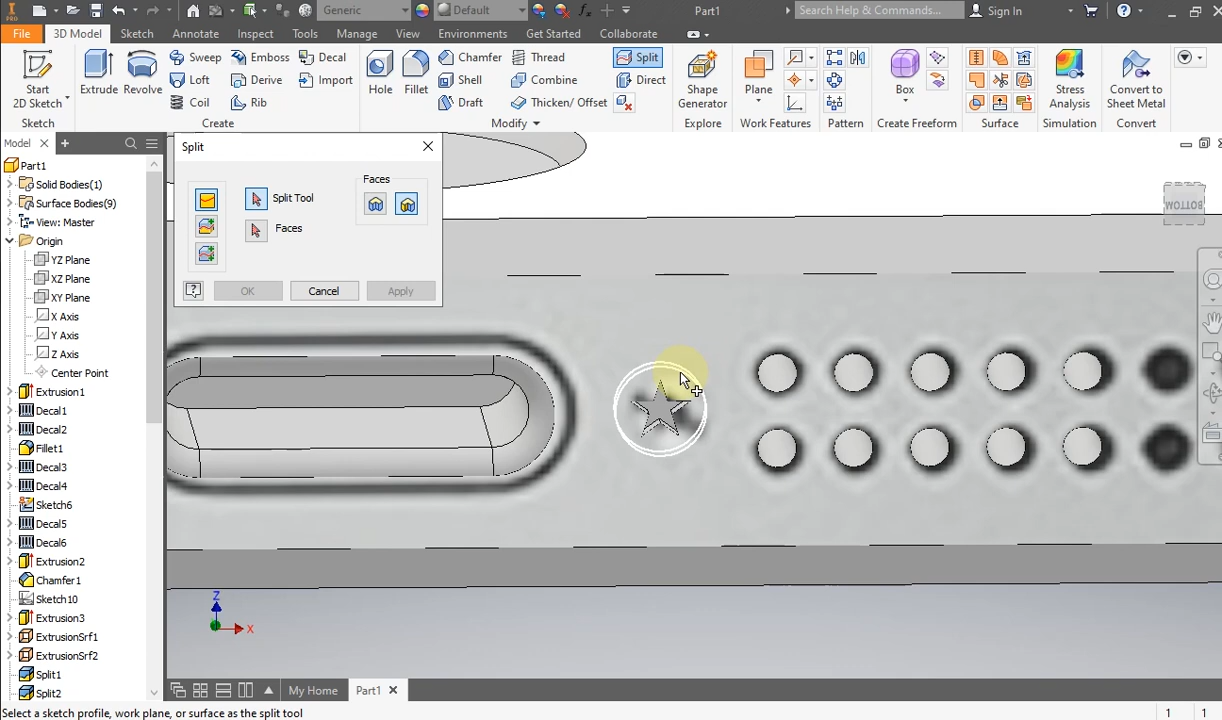 PRO
Generic
Default
Part1
Search Help & Commands...
Sign In
File
3D Model
Sketch
Annotate
Inspect
Tools
Manage
View
Environments
Get Started
Collaborate
Start
2D Sketch
Extrude
Revolve
Sweep
Loft
Coil
Emboss
Derive
Rib
Decal
Import
Hole
Fillet
Chamfer
Shell
Draft
Thread
Combine
Thicken/ Offset
Split
Direct
Shape
Generator
Plane
Box
Stress
Analysis
Convert to
Sheet Metal
Sketch
Create
Modify
Explore
Work Features
Pattern
Create Freeform
Surface
Simulation
Convert
Model
Part1
Solid Bodies(1)
Surface Bodies(9)
View: Master
Origin
YZ Plane
XZ Plane
XY Plane
X Axis
Y Axis
Z Axis
Center Point
Extrusion1
Decal1
Decal2
Fillet1
Decal3
Decal4
Sketch6
Decal5
Decal6
Extrusion2
Chamfer1
Sketch10
Extrusion3
ExtrusionSrf1
ExtrusionSrf2
Split1
Split2
Split
Split Tool
Faces
Faces
OK
Cancel
Apply
BOTTOM
Z
X
My Home
Part1
Select a sketch profile, work plane, or surface as the split tool
1
1